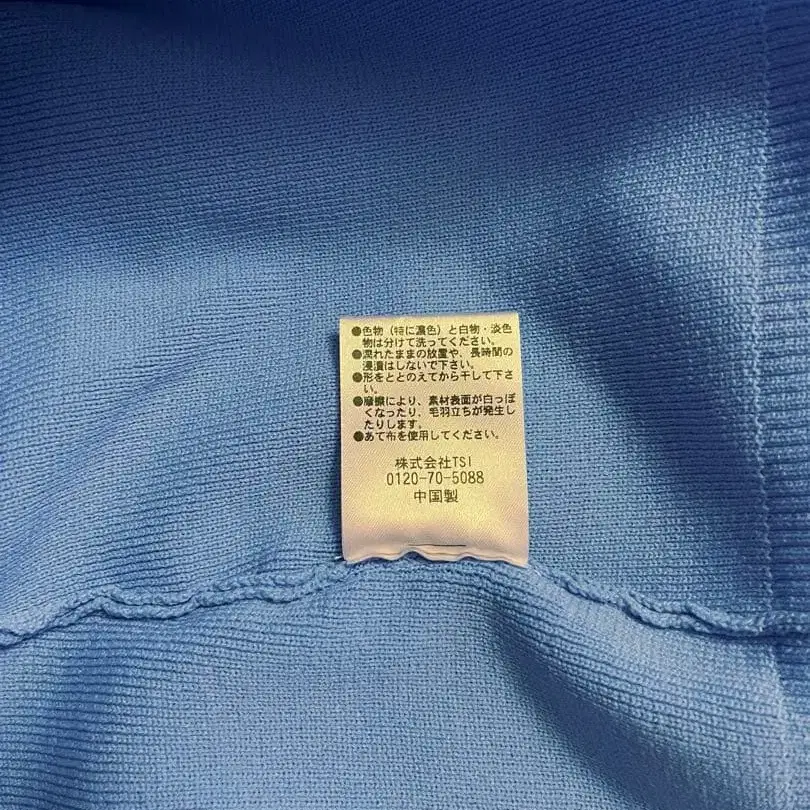 ●色物(特に濃色)と白物・淡色
物は分けて洗ってください。
●濡れたままの放置や、長時間の
浸漬はしないで下さい。
●形をととのえてから干して下さ
い。
●摩擦により、素材表面が白っぽ
くなったり、毛羽立ちが発生し
たりします。
●あて布を使用してください。
株式会社TSI
0120-70-5088
中国製